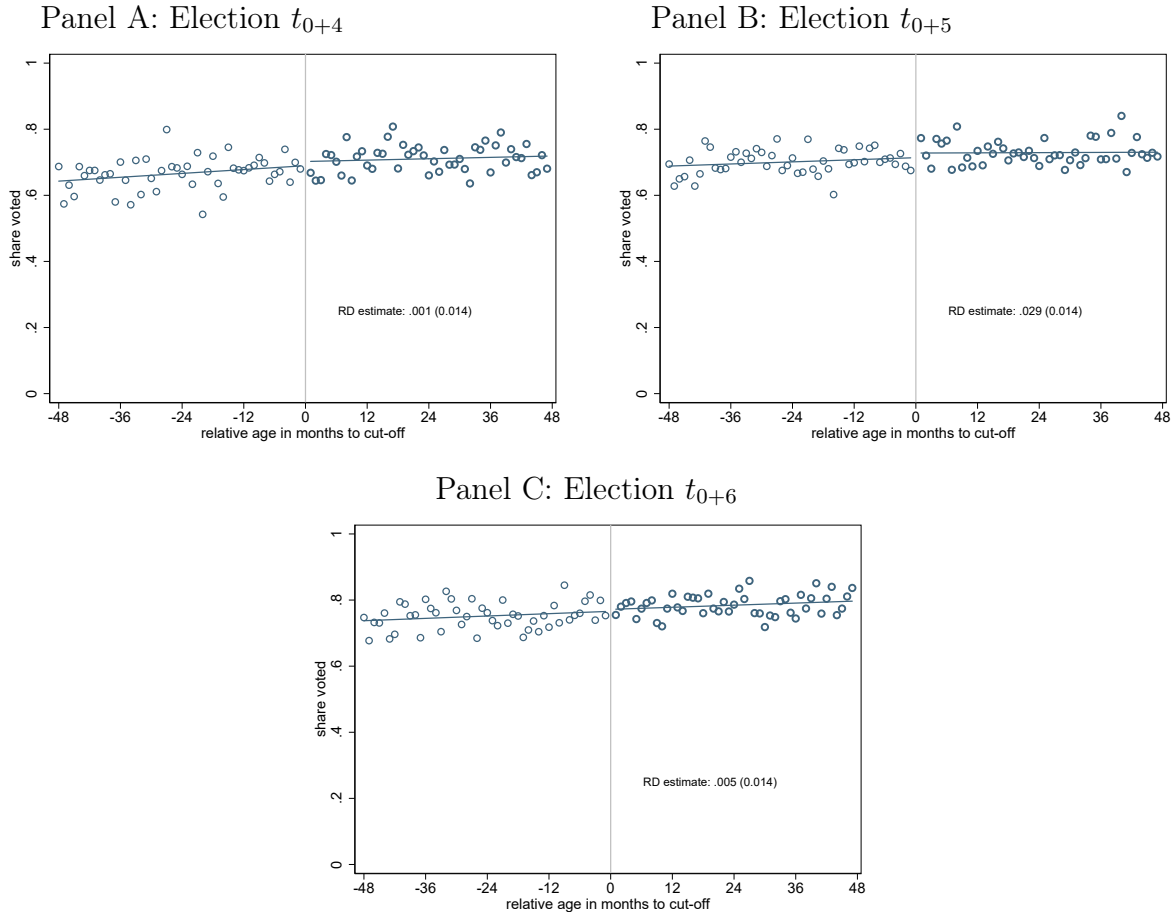 Panel A: Election t0+4
Panel B: Election t0+5
share voted
0 .2 .4 .6 .8 1
-48 -36 -24 -12 0 12 24 36 48
relative age in months to cut-off
RD estimate: .001 (0.014)
share voted
0 .2 .4 .6 .8 1
-48 -36 -24 -12 0 12 24 36 48
relative age in months to cut-off
RD estimate: .029 (0.014)
Panel C: Election t0+6
share voted
0 .2 .4 .6 .8 1
-48 -36 -24 -12 0 12 24 36 48
relative age in months to cut-off
RD estimate: .005 (0.014)